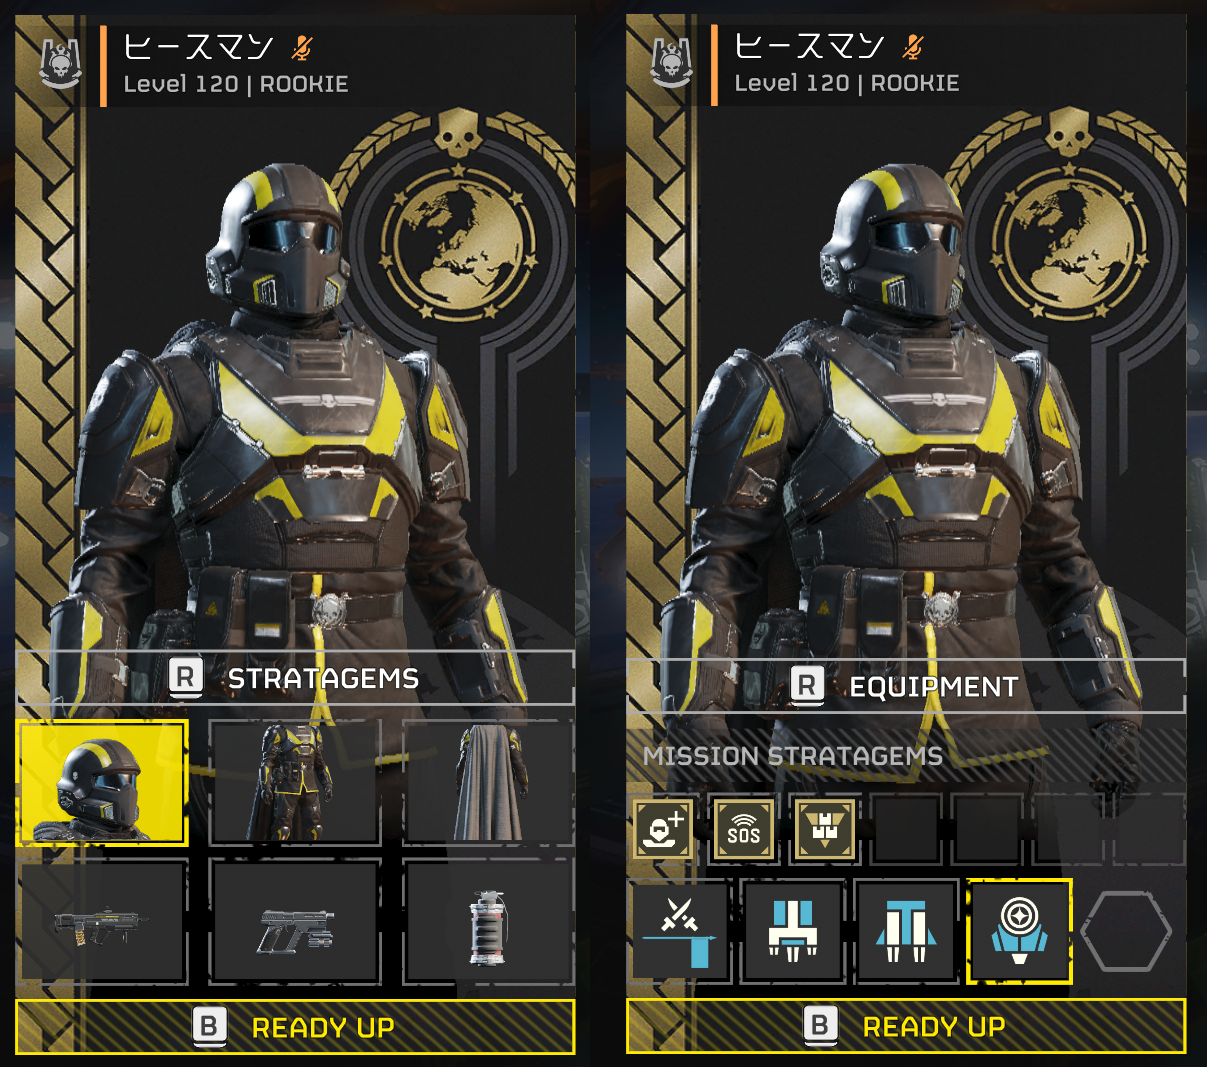 ヒースマン
Level 120 | ROOKIE
R STRATAGEMS
B READY UP
ヒースマン
Level 120 | ROOKIE
R EQUIPMENT
MISSION STRATAGEMS
SOS
B READY UP